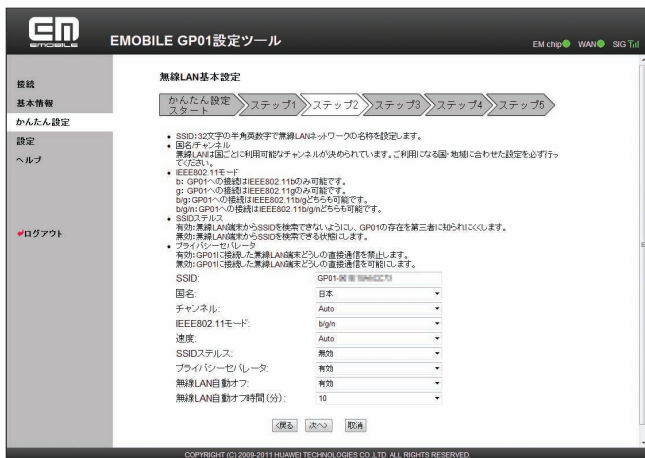 EM
EMOBILE
EMOBILE GP01設定ツール
EM chip WAN SIG
接続
基本情報
かんたん設定
設定
ヘルプ
ログアウト
無線LAN基本設定
かんたん設定スタート ステップ1 ステップ2 ステップ3 ステップ4 ステップ5
• SSID:32文字の半角英数字で無線LANネットワークの名称を設定します。
• 国名/チャンネル
無線LANは国ごとに利用可能なチャンネルが決められています。ご利用になる国・地域に合わせた設定を必ず行っ
てください。
• IEEE802.11モード
b: GP01への接続はIEEE802.11bのみ可能です。
g: GP01への接続はIEEE802.11gのみ可能です。
b/g: GP01への接続はIEEE802.11b/gどちらも可能です。
b/g/n: GP01への接続はIEEE802.11b/g/nどちらも可能です。
• SSIDステルス
有効:無線LAN端末からSSIDを検索できないようにし、GP01の存在を第三者に知られにくくします。
無効:無線LAN端末からSSIDを検索できる状態にします。
• プライバシーセパレータ
有効:GP01に接続した無線LAN端末どうしの直接通信を禁止します。
無効:GP01に接続した無線LAN端末どうしの直接通信を可能にします。
SSID: GP01-
国名: 日本
チャンネル: Auto
IEEE802.11モード: b/g/n
速度: Auto
SSIDステルス: 無効
プライバシーセパレータ: 有効
無線LAN自動オフ: 有効
無線LAN自動オフ時間(分): 10
<戻る 次へ> 取消
COPYRIGHT (C) 2009-2011 HUAWEI TECHNOLOGIES CO.,LTD. ALL RIGHTS RESERVED.